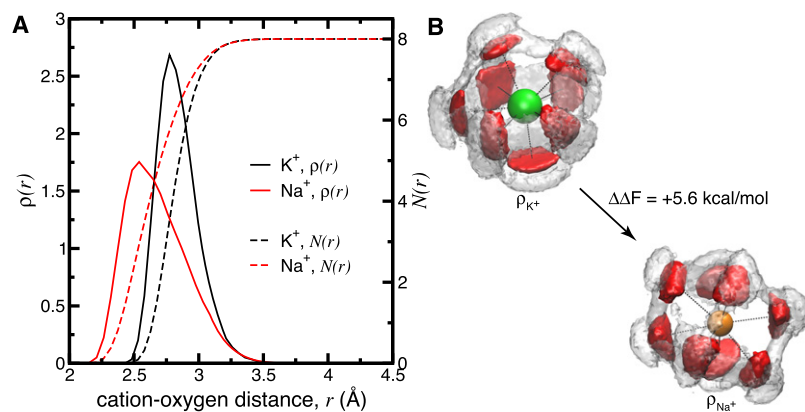 A
B
3
2.5
2
1.5
1
0.5
0
ρ(r)
8
6
4
2
0
N(r)
K⁺, ρ(r)
Na⁺, ρ(r)
K⁺, N(r)
Na⁺, N(r)
2 2.5 3 3.5 4 4.5
cation-oxygen distance, r (Å)
ρK⁺
ΔΔF = +5.6 kcal/mol
ρNa⁺